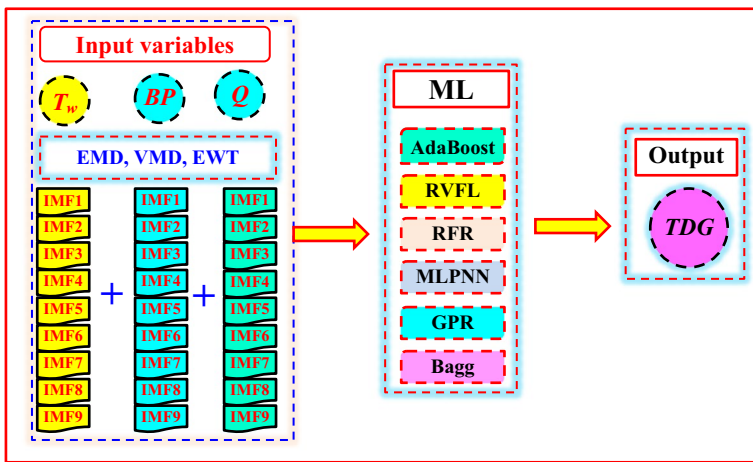 Input variables
Tw BP Q
EMD, VMD, EWT
IMF1 IMF1 IMF1
IMF2 IMF2 IMF2
IMF3 IMF3 IMF3
IMF4 IMF4 IMF4
+ +
IMF5 IMF5 IMF5
IMF6 IMF6 IMF6
IMF7 IMF7 IMF7
IMF8 IMF8 IMF8
IMF9 IMF9 IMF9
ML
AdaBoost
RVFL
RFR
MLPNN
GPR
Bagg
Output
TDG